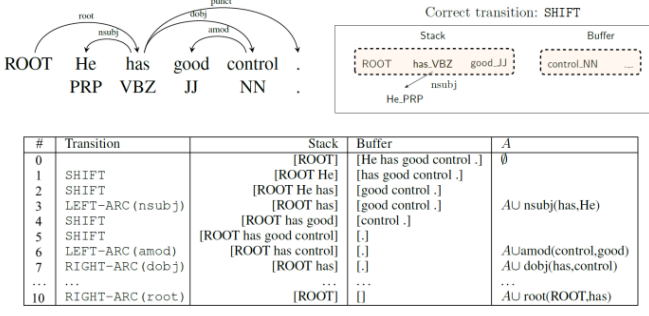 punct
root
dobj
nsubj
amod
ROOT He has good control .
PRP VBZ JJ NN .
Correct transition: SHIFT
Stack
Buffer
ROOT has_VBZ good_JJ
control_NN ._.
nsubj
He_PRP
# Transition Stack Buffer A
0 [ROOT] [He has good control .] ∅
1 SHIFT [ROOT He] [has good control .]
2 SHIFT [ROOT He has] [good control .]
3 LEFT-ARC(nsubj) [ROOT has] [good control .] A∪ nsubj(has,He)
4 SHIFT [ROOT has good] [control .]
5 SHIFT [ROOT has good control] [.]
6 LEFT-ARC(amod) [ROOT has control] [.] A∪amod(control,good)
7 RIGHT-ARC(dobj) [ROOT has] [.] A∪ dobj(has,control)
... ... ... ... ...
10 RIGHT-ARC(root) [ROOT] [] A∪ root(ROOT,has)